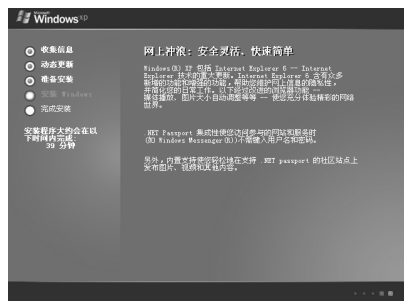 Microsoft
Windows xp
收集信息
动态更新
准备安装
安装 Windows
完成安装
安装程序大约会在以
下时间内完成:
39 分钟
网上冲浪: 安全灵活、快速简单
Windows(R) XP 包括 Internet Explorer 6 -- Internet
Explorer 技术的重大更新。Internet Explorer 6 含有众多
新增的功能和增强的功能,帮助您维护网上信息的隐私性,
并简化您的日常工作。以下经过改进的浏览器功能 --
媒体播放、图片大小自动调整等等 -- 使您充分体验精彩的网络
世界。
.NET Passport 集成性使您访问参与的网站和服务时
(如 Windows Messenger(R))不需键入用户名和密码。
另外,内置支持使您轻松地在支持 .NET passport 的社区站点上
发布图片、视频和其他内容。